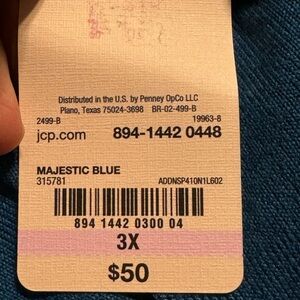 Distributed in the U.S. by Penney OpCo LLC
Plano, Texas 75024-3698 BR-02-499-B
2499-B 19963-8
jcp.com 894-1442 0448
MAJESTIC BLUE
315781 ADDNSP410N1L602
894 1442 0300 04
3X
$50